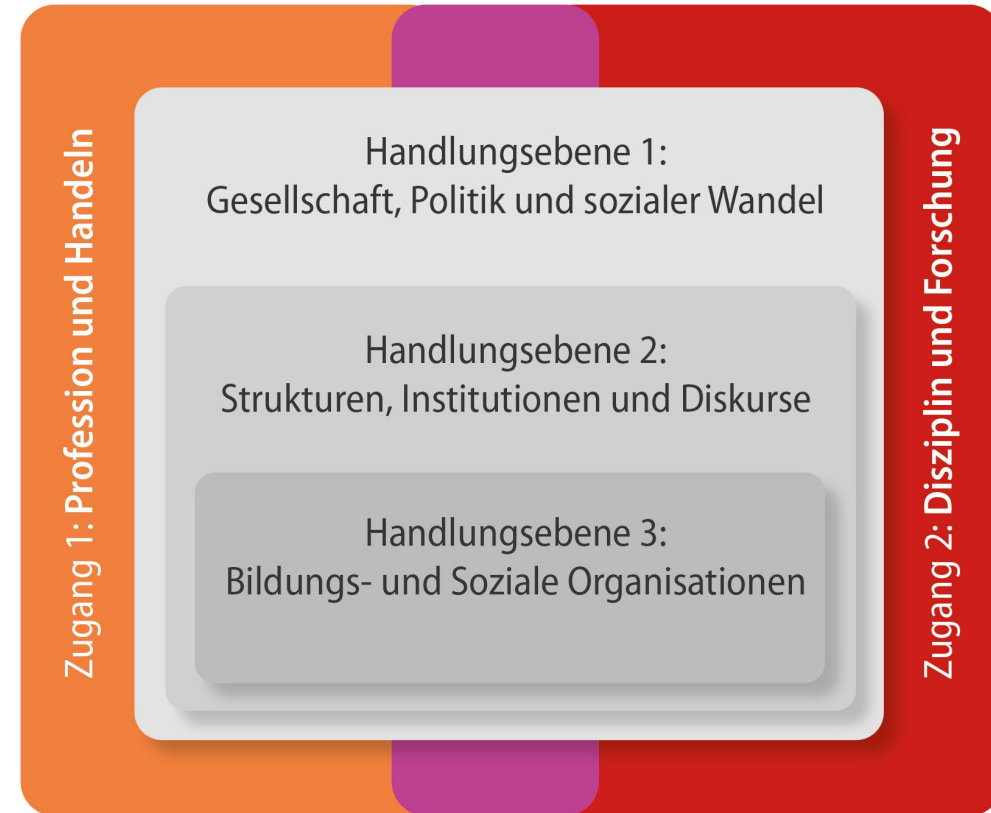 Zugang 1: Profession und Handeln
Handlungsebene 1:
Gesellschaft, Politik und sozialer Wandel
Handlungsebene 2:
Strukturen, Institutionen und Diskurse
Handlungsebene 3:
Bildungs- und Soziale Organisationen
Zugang 2: Disziplin und Forschung